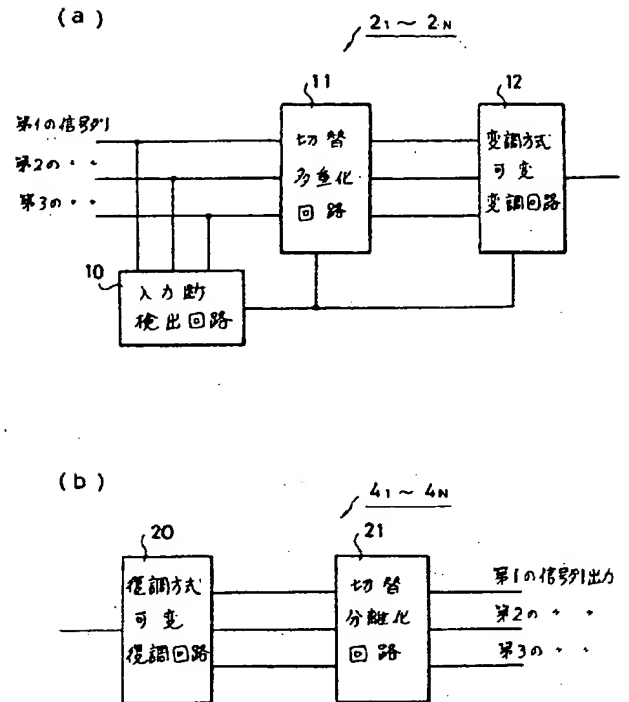 (a)
2₁〜2N
11
12
第1の信号列
第2の〃〃
第3の〃〃
切替
多重化
回路
変調方式
可変
変調回路
10
入力断
検出回路
(b)
4₁〜4N
20
21
復調方式
可変
復調回路
切替
分離化
回路
第1の信号列出力
第2の〃〃
第3の〃〃